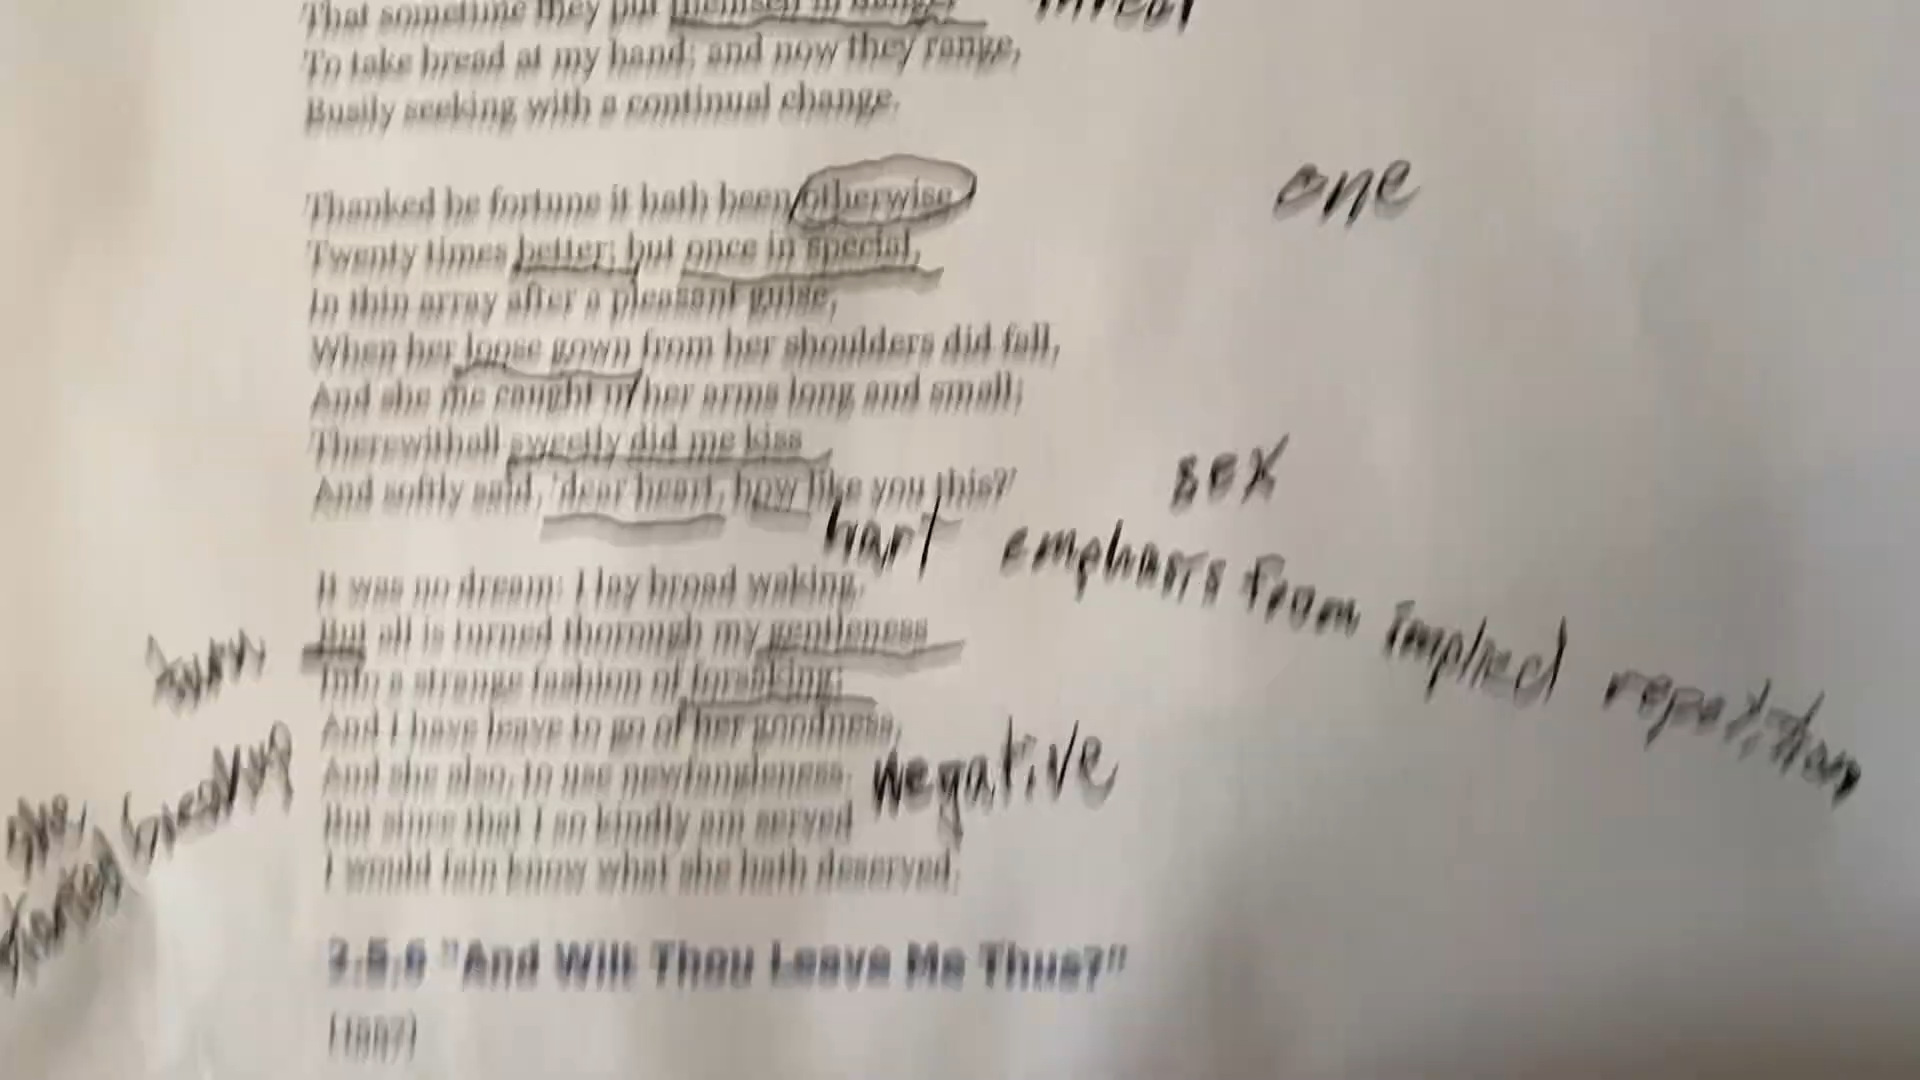 That sometime they put themself in danger threat
To take bread at my hand; and now they range,
Busily seeking with a continual change.
Thanked be fortune it hath been otherwise one
Twenty times better; but once in special,
In thin array after a pleasant guise,
When her loose gown from her shoulders did fall,
And she me caught in her arms long and small;
Therewithall sweetly did me kiss
And softly said, 'dear heart, how like you this?' sex
hart emphasis from implied repetition
It was no dream: I lay broad waking.
turn But all is turned thorough my gentleness
Into a strange fashion of forsaking;
And I have leave to go of her goodness,
And she also, to use newfangleness. negative
she
started breakup
But since that I so kindly am served
I would fain know what she hath deserved.
2.5.6 "And Wilt Thou Leave Me Thus?"
(1557)